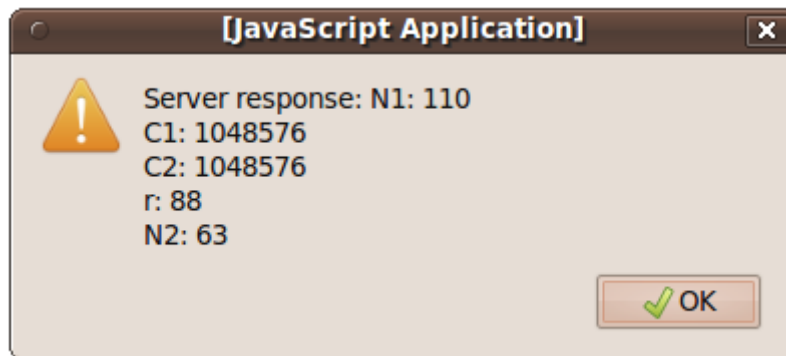 [JavaScript Application]
Server response: N1: 110
C1: 1048576
C2: 1048576
r: 88
N2: 63
OK